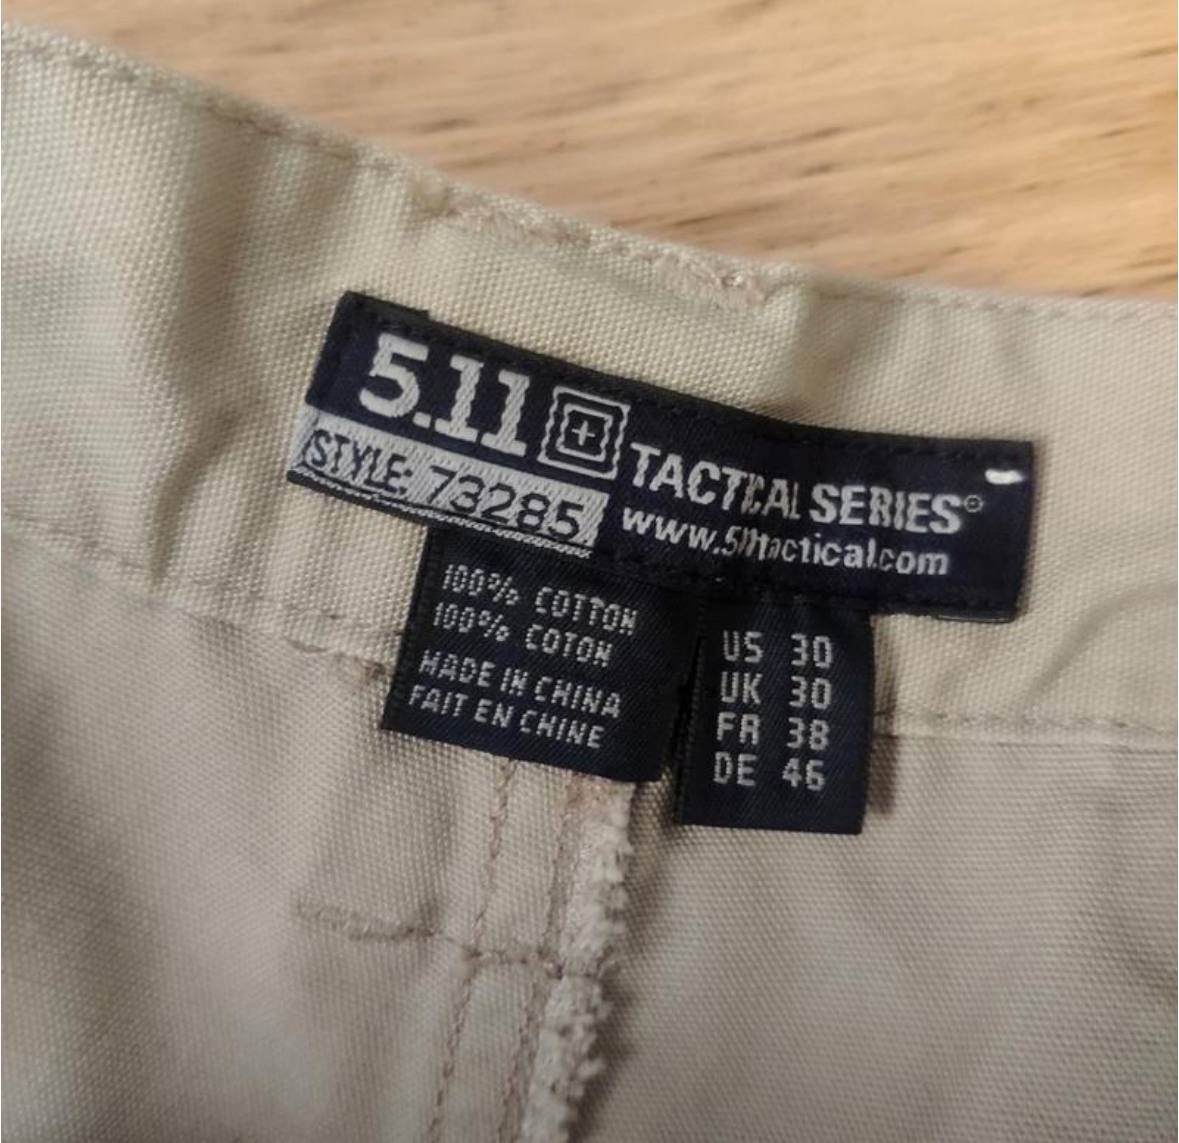 5.11 TACTICAL SERIES®
STYLE: 73285
www.511tactical.com
100% COTTON
100% COTON
MADE IN CHINA
FAIT EN CHINE
US 30
UK 30
FR 38
DE 46